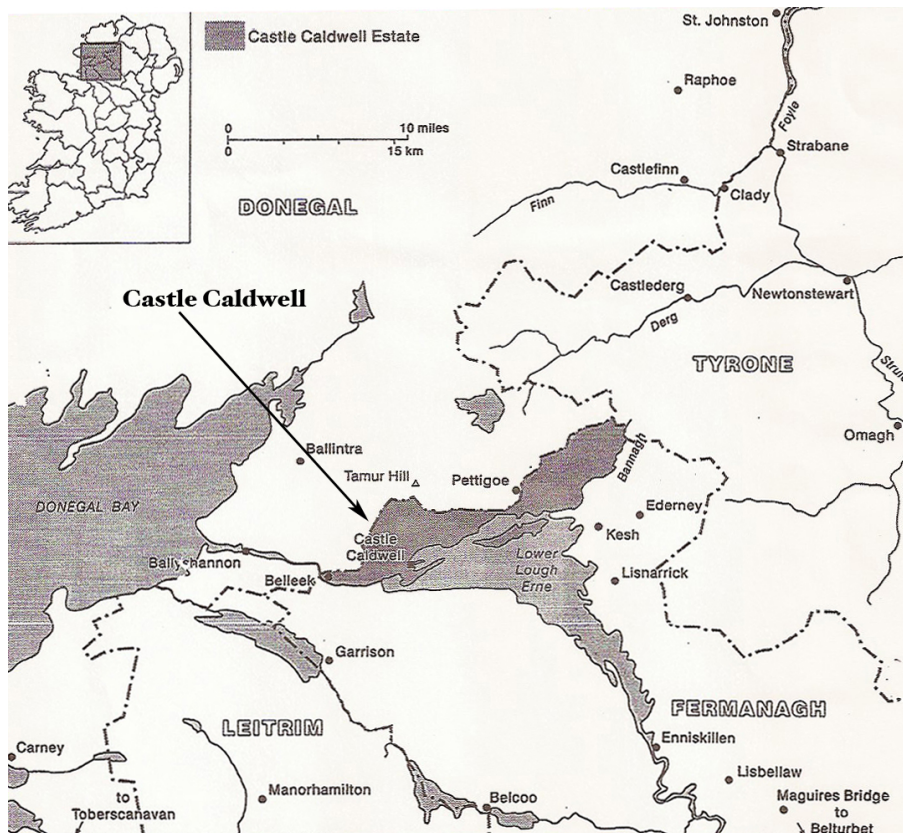 St. Johnston
Castle Caldwell Estate
Raphoe
0
10 miles
0
15 km
Foyle
Strabane
Castlefinn
Clady
Finn
DONEGAL
Castlederg
Newtonstewart
Castle Caldwell
Derg
TYRONE
Strule
Omagh
Ballintra
Bannagh
Tamur Hill
Pettigoe
DONEGAL BAY
Ederney
Kesh
Castle
Caldwell
Lower
Lough
Erne
Ballyshannon
Belleek
Lisnarrick
Garrison
LEITRIM
FERMANAGH
Enniskillen
Carney
Lisbellaw
to
Toberscanavan
Manorhamilton
Belcoo
Maguires Bridge
to
Belturbet